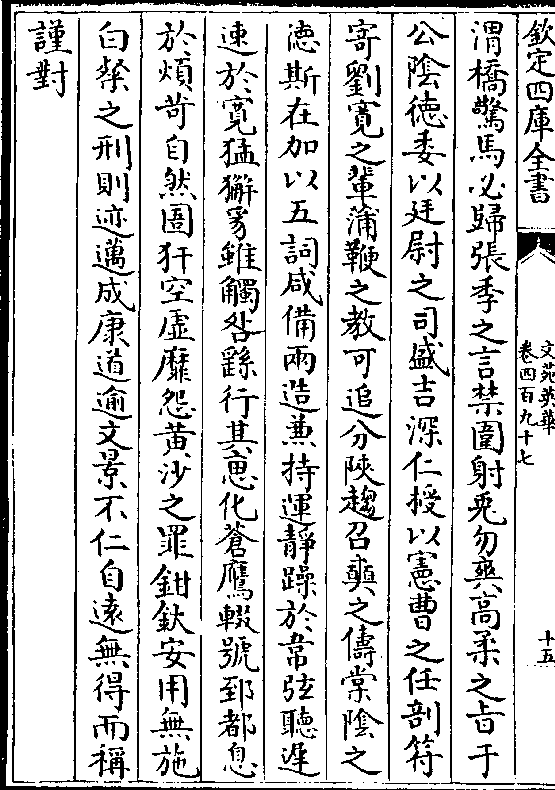 欽定四庫全書
文苑英華
卷四百九十七
十五
渭橋驚馬必歸張季之言禁圍射兎勿爽高柔之旨于
公陰徳委以廷尉之司盛吉深仁授以憲曹之任剖符
寄劉寛之輩蒲鞭之教可追分陜趨召奭之儔棠陰之
徳斯在加以五詞咸備兩造兼持運静躁於韋弦聽遲
速於寛猛獬豸雖觸咎繇行其恵化蒼鷹輟號郅都息
於煩苛自然圄犴空虚靡怨黄沙之罪鉗釱安用無施
白粲之刑則迹邁成康道逾文景不仁自逺無得而稱
謹對